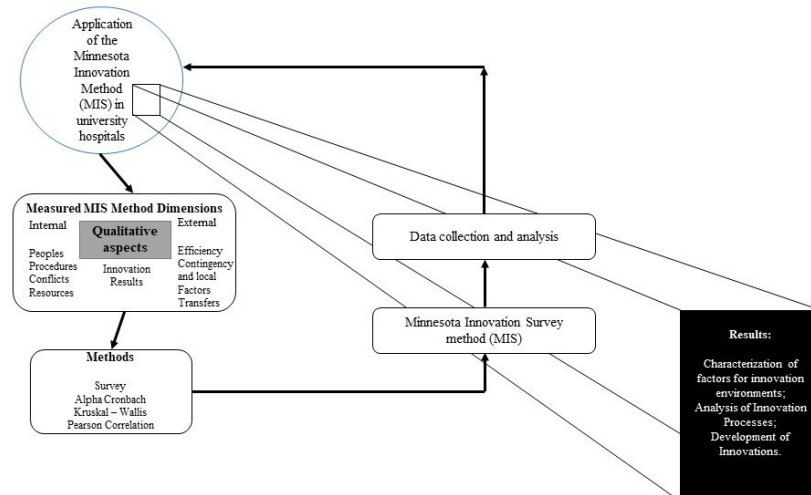 Application
of the
Minnesota
Innovation
Method
(MIS) in
university
hospitals
Measured MIS Method Dimensions
Internal
Peoples
Procedures
Conflicts
Resources
Qualitative
aspects
Innovation
Results
External
Efficiency
Contingency
and local
Factors
Transfers
Methods
Survey
Alpha Cronbach
Kruskal – Wallis
Pearson Correlation
Data collection and analysis
Minnesota Innovation Survey
method (MIS)
Results:
Characterization of
factors for innovation
environments;
Analysis of Innovation
Processes;
Development of
Innovations.